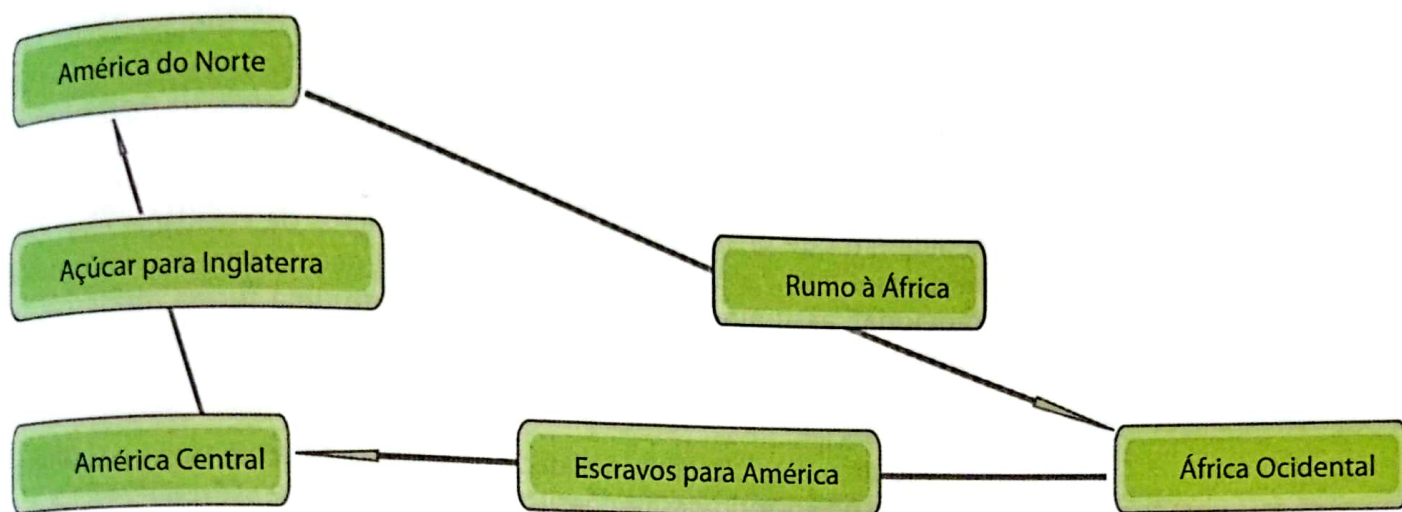 América do Norte
Açúcar para Inglaterra
Rumo à África
América Central
Escravos para América
África Ocidental